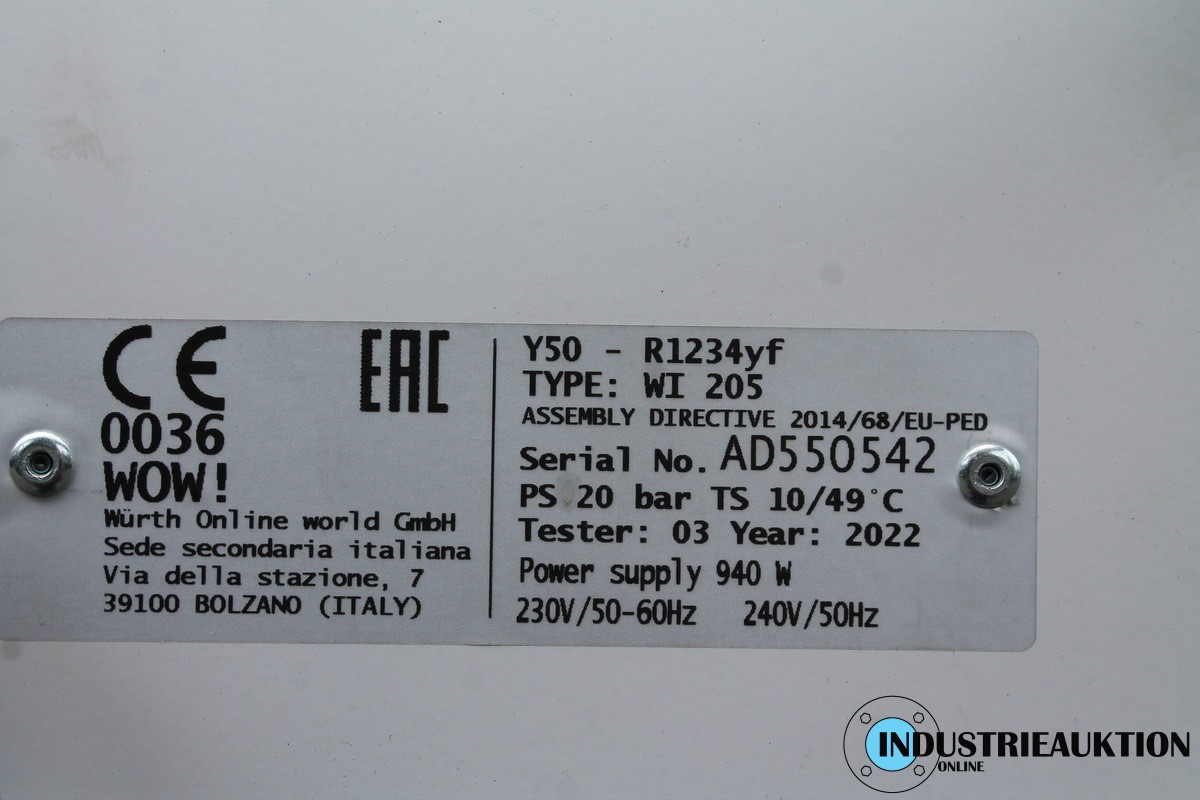 CE
0036
WOW!
Würth Online world GmbH
Sede secondaria italiana
Via della stazione, 7
39100 BOLZANO (ITALY)
EAC
Y50 - R1234yf
TYPE: WI 205
ASSEMBLY DIRECTIVE 2014/68/EU-PED
Serial No. AD550542
PS 20 bar TS 10/49°C
Tester: 03 Year: 2022
Power supply 940 W
230V/50-60Hz 240V/50Hz
INDUSTRIEAUKTION
ONLINE